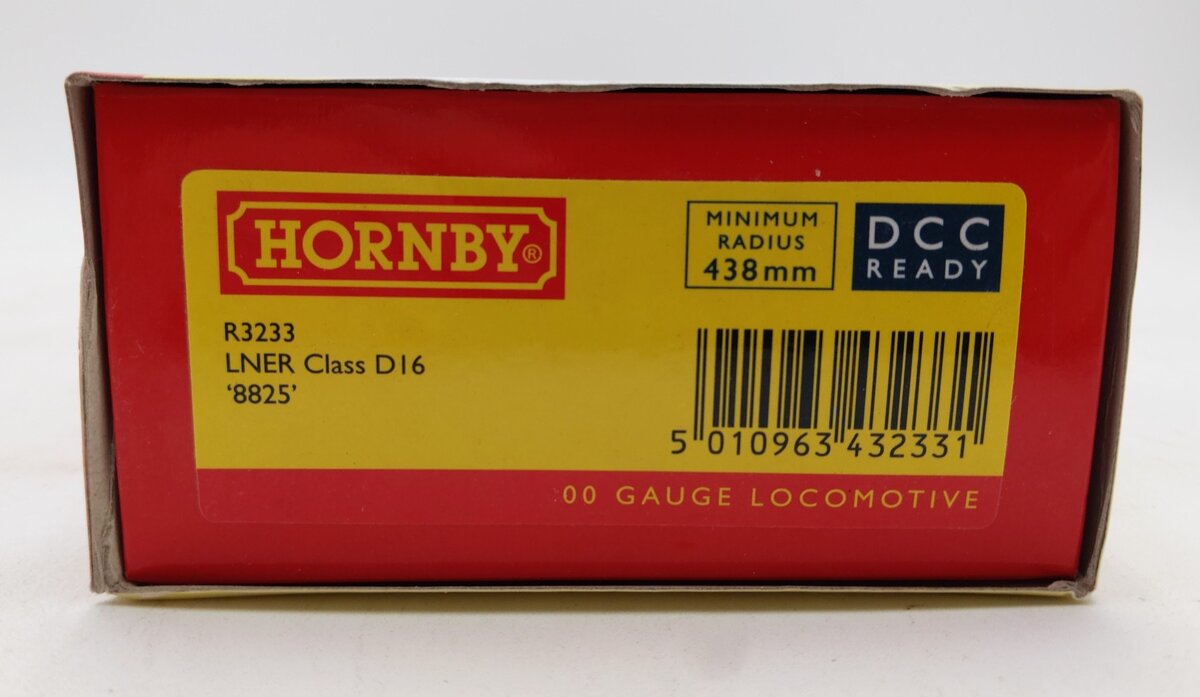 HORNBY®
MINIMUM
RADIUS
438mm
DCC
READY
R3233
LNER Class D16
‘8825’
5 010963 432331
00 GAUGE LOCOMOTIVE